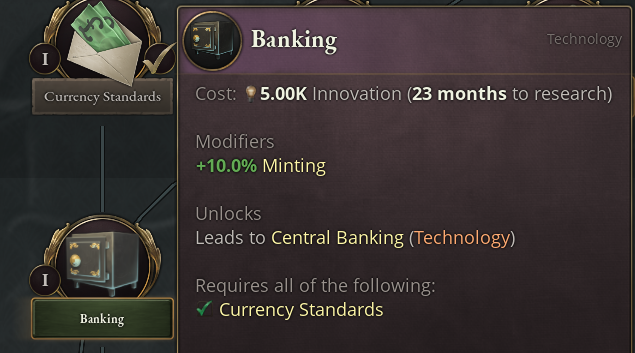 Banking
Technology
I
Currency Standards
Cost: 5.00K Innovation (23 months to research)
Modifiers
+10.0% Minting
Unlocks
Leads to Central Banking (Technology)
I
Banking
Requires all of the following:
Currency Standards